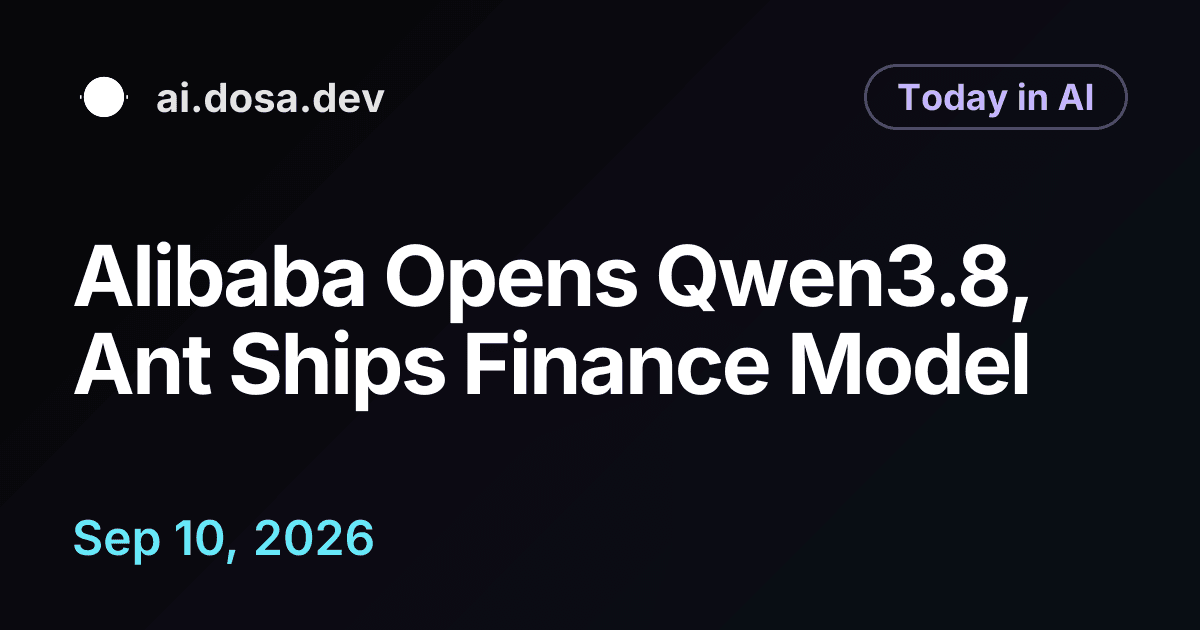 ai.dosa.dev
Today in AI
Alibaba Opens Qwen3.8,
Ant Ships Finance Model
Sep 10, 2026